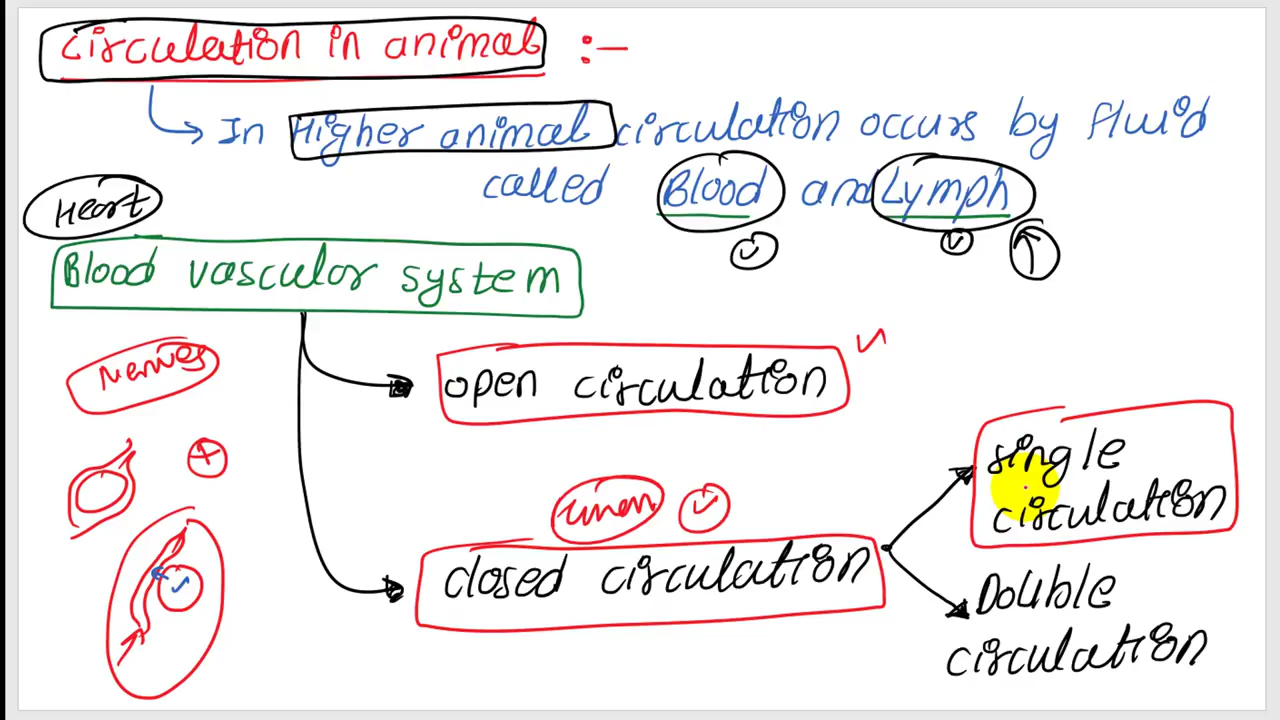 Circulation in animal :-
In Higher animal circulation occurs by fluid
called Blood and Lymph
Heart
Blood vascular system
Nerves
open circulation
single
circulation
closed circulation
Double
circulation